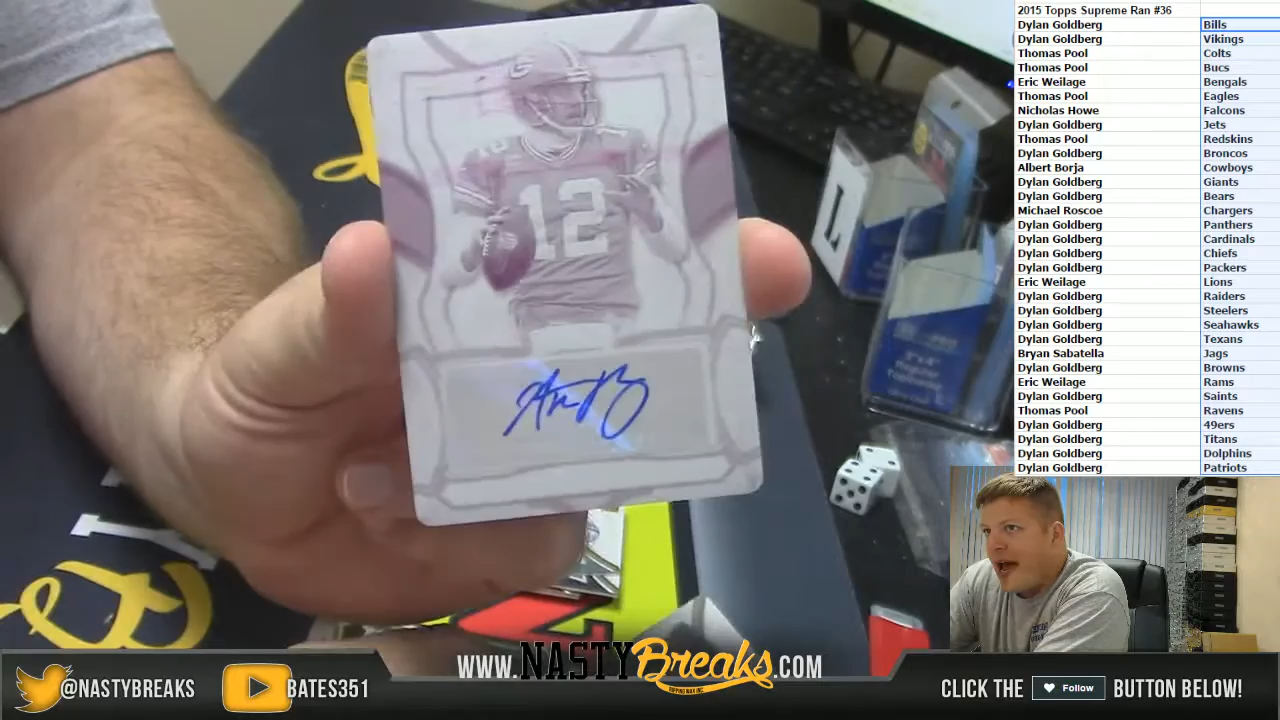 2015 Topps Supreme Ran #36
Dylan Goldberg Bills
Dylan Goldberg Vikings
Thomas Pool Colts
Thomas Pool Bucs
Eric Weilage Bengals
Thomas Pool Eagles
Nicholas Howe Falcons
Dylan Goldberg Jets
Thomas Pool Redskins
Dylan Goldberg Broncos
Albert Borja Cowboys
Dylan Goldberg Giants
Dylan Goldberg Bears
Michael Roscoe Chargers
Dylan Goldberg Panthers
Dylan Goldberg Cardinals
Dylan Goldberg Chiefs
Dylan Goldberg Packers
Eric Weilage Lions
Dylan Goldberg Raiders
Dylan Goldberg Steelers
Dylan Goldberg Seahawks
Dylan Goldberg Texans
Bryan Sabatella Jags
Dylan Goldberg Browns
Eric Weilage Rams
Dylan Goldberg Saints
Thomas Pool Ravens
Dylan Goldberg 49ers
Dylan Goldberg Titans
Dylan Goldberg Dolphins
Dylan Goldberg Patriots
G
12
@NASTYBREAKS
BATES351
WWW.NASTYBreaks.COM
RIPPING WAX INC
CLICK THE Follow BUTTON BELOW!